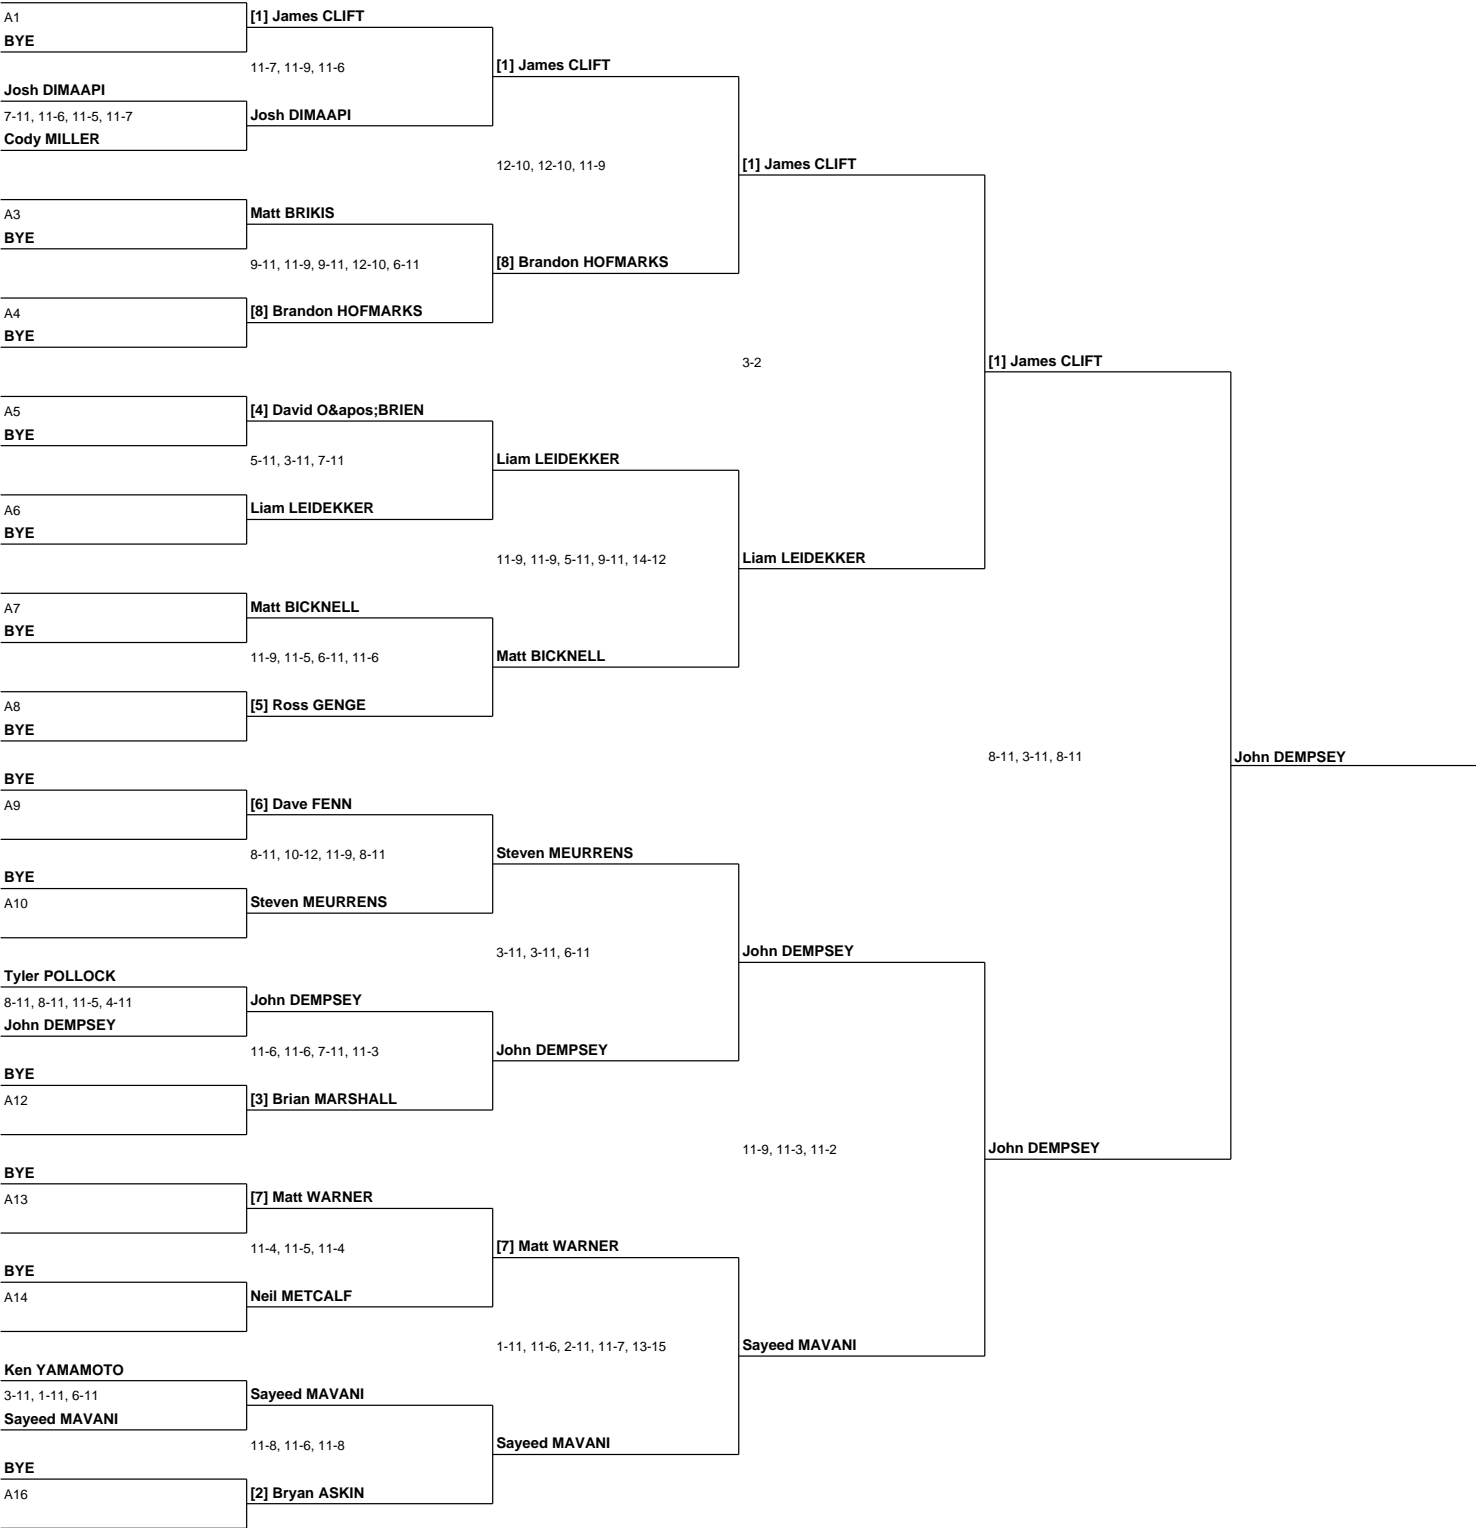 A1
BYE
[1] James CLIFT
11-7, 11-9, 11-6
[1] James CLIFT
Josh DIMAAPI
7-11, 11-6, 11-5, 11-7
Cody MILLER
Josh DIMAAPI
12-10, 12-10, 11-9
[1] James CLIFT
A3
BYE
Matt BRIKIS
9-11, 11-9, 9-11, 12-10, 6-11
[8] Brandon HOFMARKS
A4
BYE
[8] Brandon HOFMARKS
3-2
[1] James CLIFT
A5
BYE
[4] David O&apos;BRIEN
5-11, 3-11, 7-11
Liam LEIDEKKER
A6
BYE
Liam LEIDEKKER
11-9, 11-9, 5-11, 9-11, 14-12
Liam LEIDEKKER
A7
BYE
Matt BICKNELL
11-9, 11-5, 6-11, 11-6
Matt BICKNELL
A8
BYE
[5] Ross GENGE
8-11, 3-11, 8-11
John DEMPSEY
BYE
A9
[6] Dave FENN
8-11, 10-12, 11-9, 8-11
Steven MEURRENS
BYE
A10
Steven MEURRENS
3-11, 3-11, 6-11
John DEMPSEY
Tyler POLLOCK
8-11, 8-11, 11-5, 4-11
John DEMPSEY
John DEMPSEY
11-6, 11-6, 7-11, 11-3
John DEMPSEY
BYE
A12
[3] Brian MARSHALL
11-9, 11-3, 11-2
John DEMPSEY
BYE
A13
[7] Matt WARNER
11-4, 11-5, 11-4
[7] Matt WARNER
BYE
A14
Neil METCALF
1-11, 11-6, 2-11, 11-7, 13-15
Sayeed MAVANI
Ken YAMAMOTO
3-11, 1-11, 6-11
Sayeed MAVANI
Sayeed MAVANI
11-8, 11-6, 11-8
Sayeed MAVANI
BYE
A16
[2] Bryan ASKIN